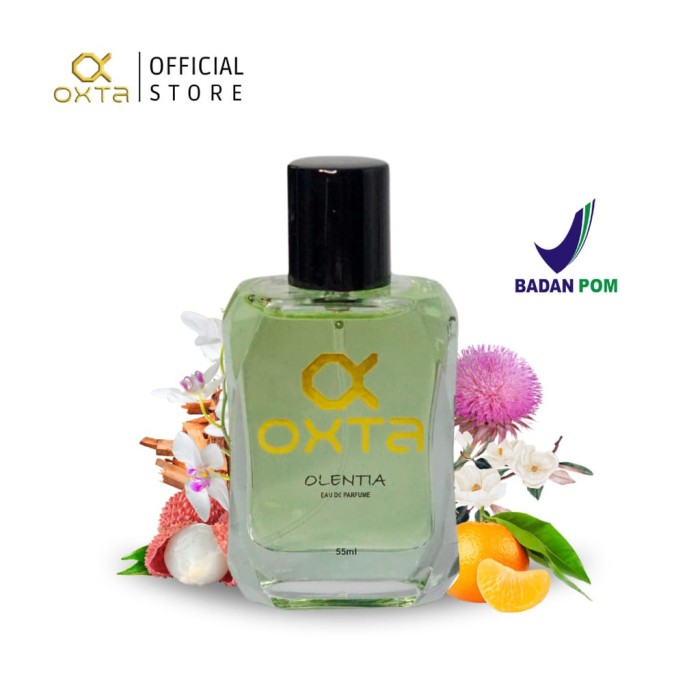 OXTA
OFFICIAL
STORE
BADAN POM
OXTA
OLENTIA
EAU DE PARFUME
55ml